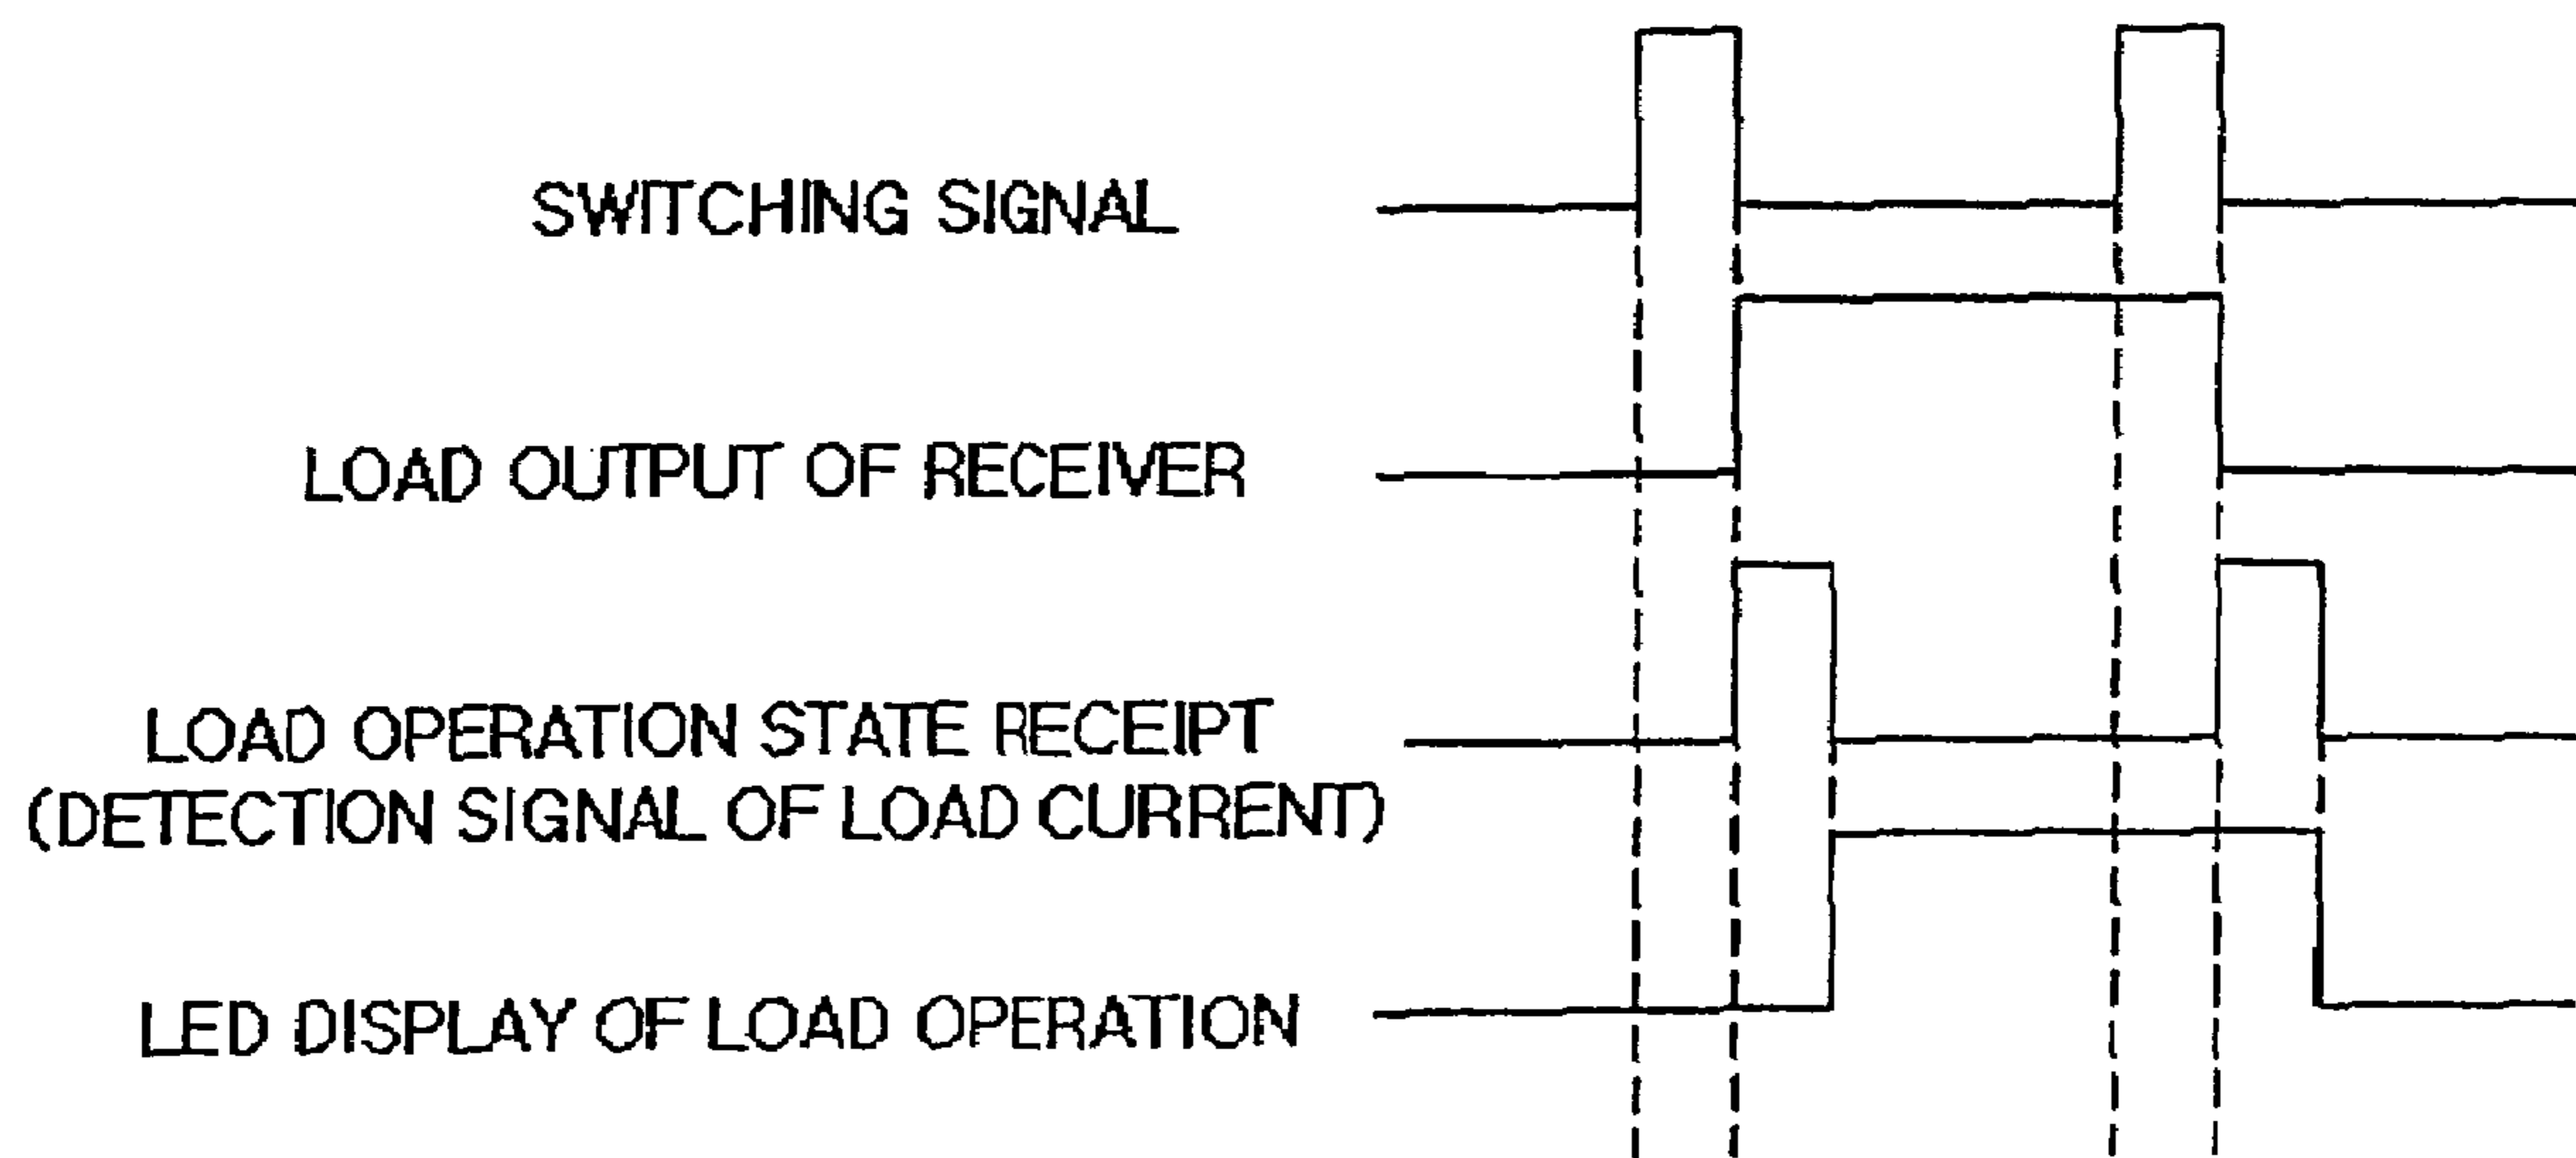 SWITCHING SIGNAL
LOAD OUTPUT OF RECEIVER
LOAD OPERATION STATE RECEIPT
(DETECTION SIGNAL OF LOAD CURRENT)
LED DISPLAY OF LOAD OPERATION